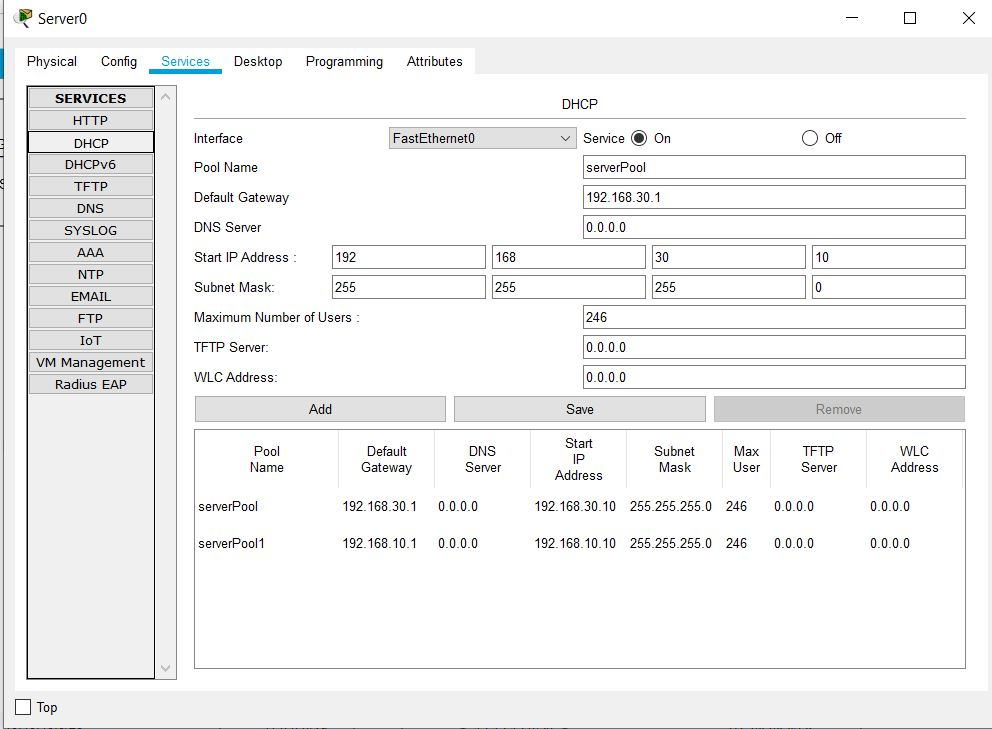 Server0
Physical Config Services Desktop Programming Attributes
SERVICES
HTTP
DHCP
DHCPv6
TFTP
DNS
SYSLOG
AAA
NTP
EMAIL
FTP
IoT
VM Management
Radius EAP
DHCP
Interface FastEthernet0 Service On Off
Pool Name serverPool
Default Gateway 192.168.30.1
DNS Server 0.0.0.0
Start IP Address : 192 168 30 10
Subnet Mask: 255 255 255 0
Maximum Number of Users : 246
TFTP Server: 0.0.0.0
WLC Address: 0.0.0.0
Add Save Remove
Pool Name Default Gateway DNS Server Start IP Address Subnet Mask Max User TFTP Server WLC Address
serverPool 192.168.30.1 0.0.0.0 192.168.30.10 255.255.255.0 246 0.0.0.0 0.0.0.0
serverPool1 192.168.10.1 0.0.0.0 192.168.10.10 255.255.255.0 246 0.0.0.0 0.0.0.0
Top